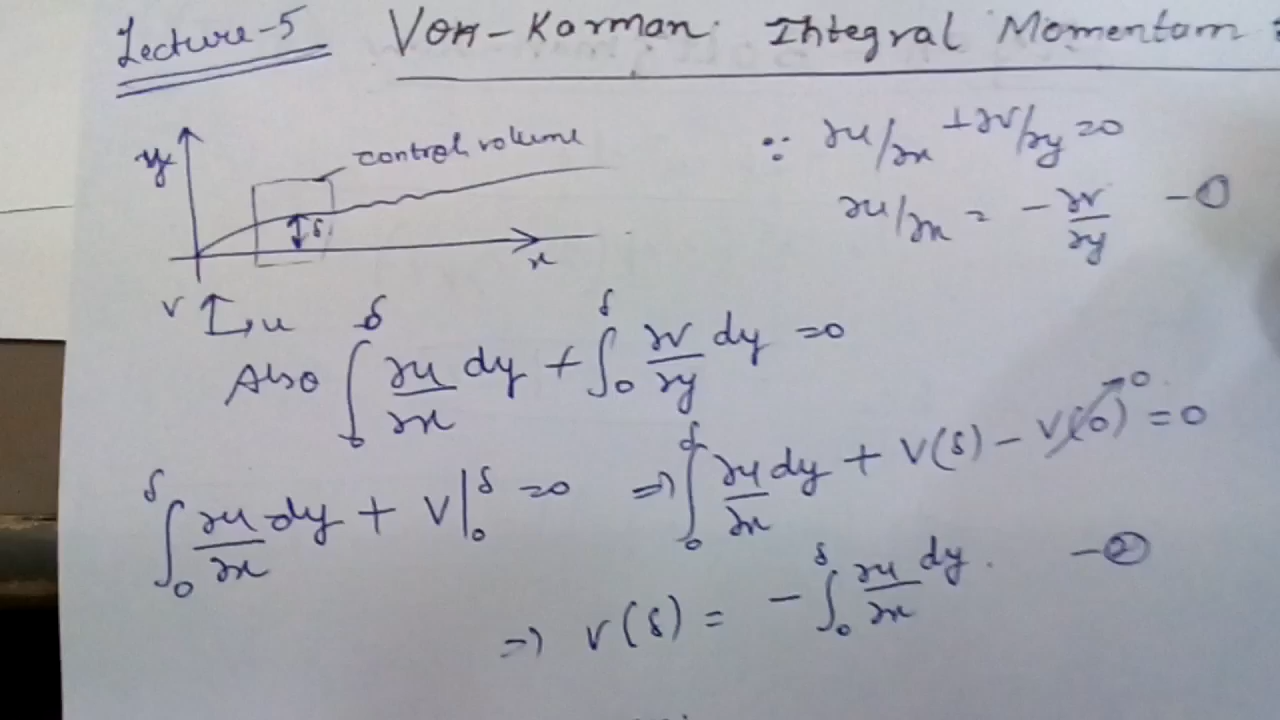 Lecture-5 Von-Karman Integral Momentam
y
control volume
δ
x
v u
∵ ∂u/∂x + ∂v/∂y = 0
∂u/∂x = - ∂v/∂y - ①
Also ∫₀^δ ∂u/∂x dy + ∫₀^δ ∂v/∂y dy = 0
∫₀^δ ∂u/∂x dy + v|₀^δ = 0 ⇒ ∫₀^δ ∂u/∂x dy + v(δ) - v(0)↗0 = 0
⇒ v(δ) = - ∫₀^δ ∂u/∂x dy. - ②